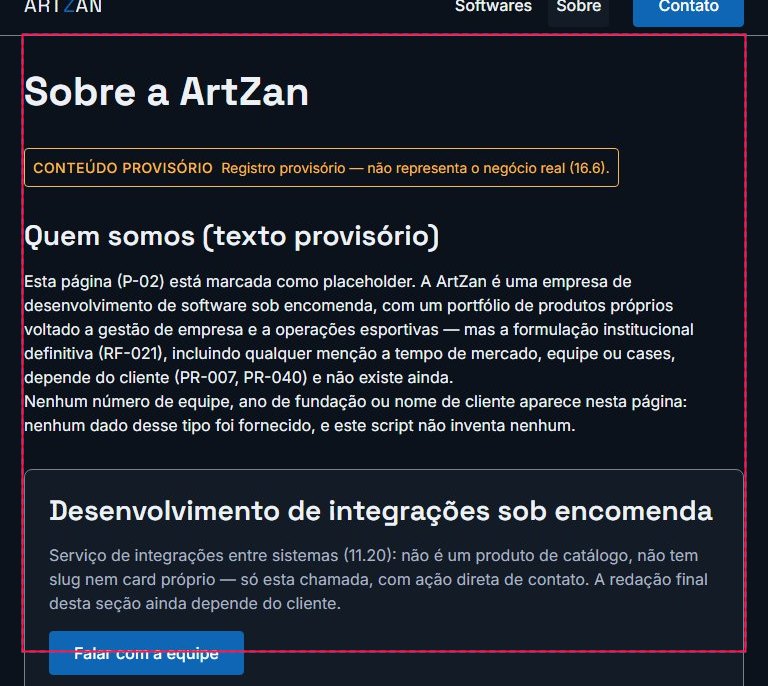 ARTZAN
Softwares Sobre Contato
Sobre a ArtZan
CONTEÚDO PROVISÓRIO Registro provisório — não representa o negócio real (16.6).
Quem somos (texto provisório)
Esta página (P-02) está marcada como placeholder. A ArtZan é uma empresa de
desenvolvimento de software sob encomenda, com um portfólio de produtos próprios
voltado a gestão de empresa e a operações esportivas — mas a formulação institucional
definitiva (RF-021), incluindo qualquer menção a tempo de mercado, equipe ou cases,
depende do cliente (PR-007, PR-040) e não existe ainda.
Nenhum número de equipe, ano de fundação ou nome de cliente aparece nesta página:
nenhum dado desse tipo foi fornecido, e este script não inventa nenhum.
Desenvolvimento de integrações sob encomenda
Serviço de integrações entre sistemas (11.20): não é um produto de catálogo, não tem
slug nem card próprio — só esta chamada, com ação direta de contato. A redação final
desta seção ainda depende do cliente.
Falar com a equipe